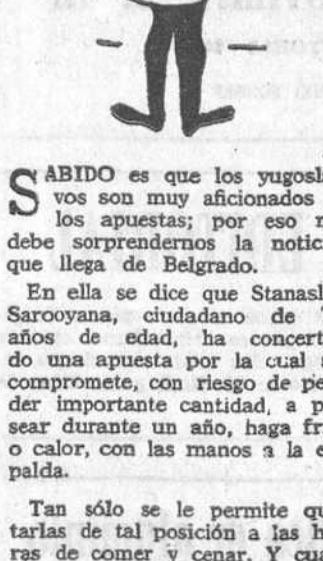 SABIDO es que los yugosla
vos son muy aficionados
los apuestas; por eso n
debe sorprendernos la notic
que llega de Belgrado.
En ella se dice que Stanasl
Sarooyana, ciudadano de
años de edad, ha concert
do una apuesta por la cual
compromete, con riesgo de pe
der importante cantidad, a p
sear durante un año, haga frí
o calor, con las manos a la e
palda.
Tan sólo se le permite qu
tarlas de tal posición a las h
ras de comer y cenar. Y cua